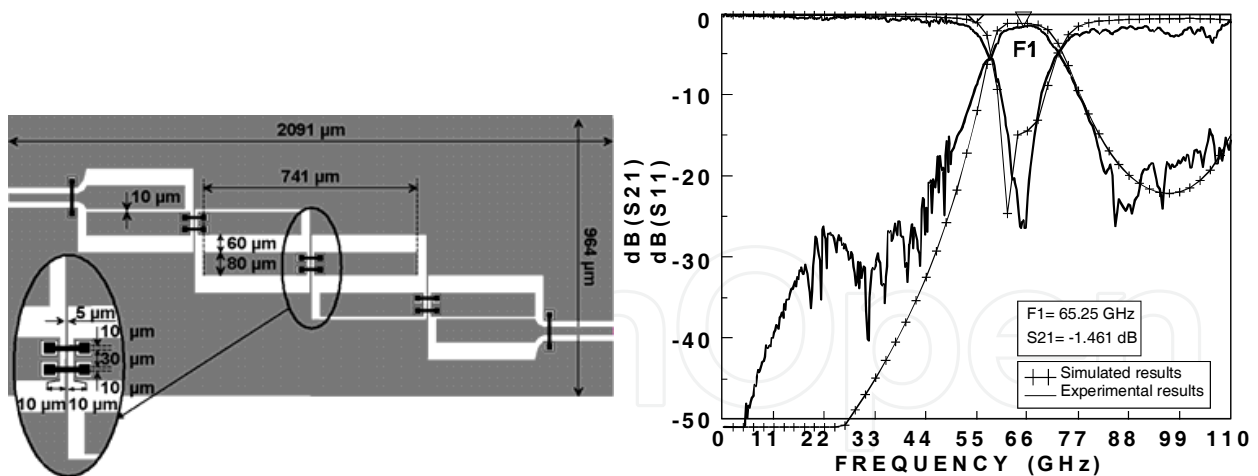 2091 µm
741 µm
10 µm
60 µm
80 µm
964 µm
5 µm
10 µm
30 µm
10 µm
10 µm
10 µm
dB(S21)
dB(S11)
0
-10
-20
-30
-40
-50
F1
F1= 65.25 GHz
S21= -1.461 dB
Simulated results
Experimental results
0 11 22 33 44 55 66 77 88 99 110
FREQUENCY (GHz)
nOpen